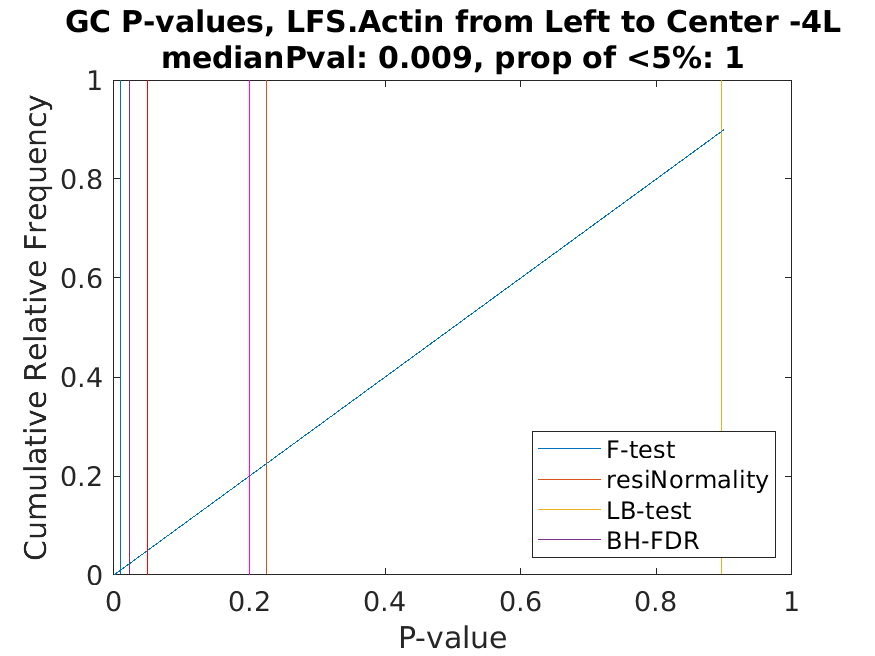 GC P-values, LFS.Actin from Left to Center -4L
medianPval: 0.009, prop of <5%: 1
Cumulative Relative Frequency
1
0.8
0.6
0.4
0.2
0
F-test
resiNormality
LB-test
BH-FDR
0 0.2 0.4 0.6 0.8 1
P-value